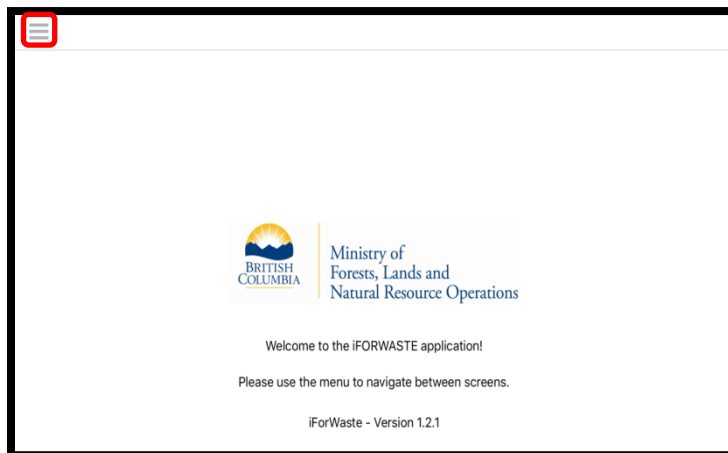 BRITISH
COLUMBIA
Ministry of
Forests, Lands and
Natural Resource Operations
Welcome to the iFORWASTE application!
Please use the menu to navigate between screens.
iForWaste - Version 1.2.1